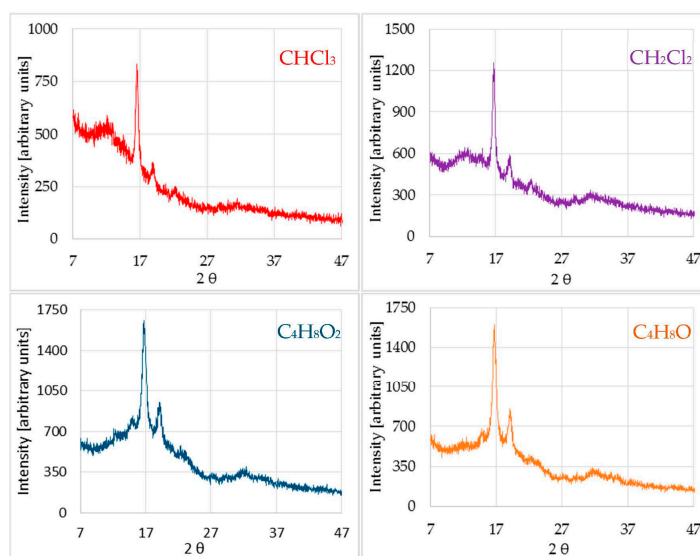 Intensity [arbitrary units]
1000
750
500
250
0
CHCl₃
7 17 27 37 47
2 θ
Intensity [arbitrary units]
1500
1200
900
600
300
0
CH₂Cl₂
7 17 27 37 47
2 θ
Intensity [arbitrary units]
1750
1400
1050
700
350
0
C₄H₈O₂
7 17 27 37 47
2 θ
Intensity [arbitrary units]
1750
1400
1050
700
350
0
C₄H₈O
7 17 27 37 47
2 θ